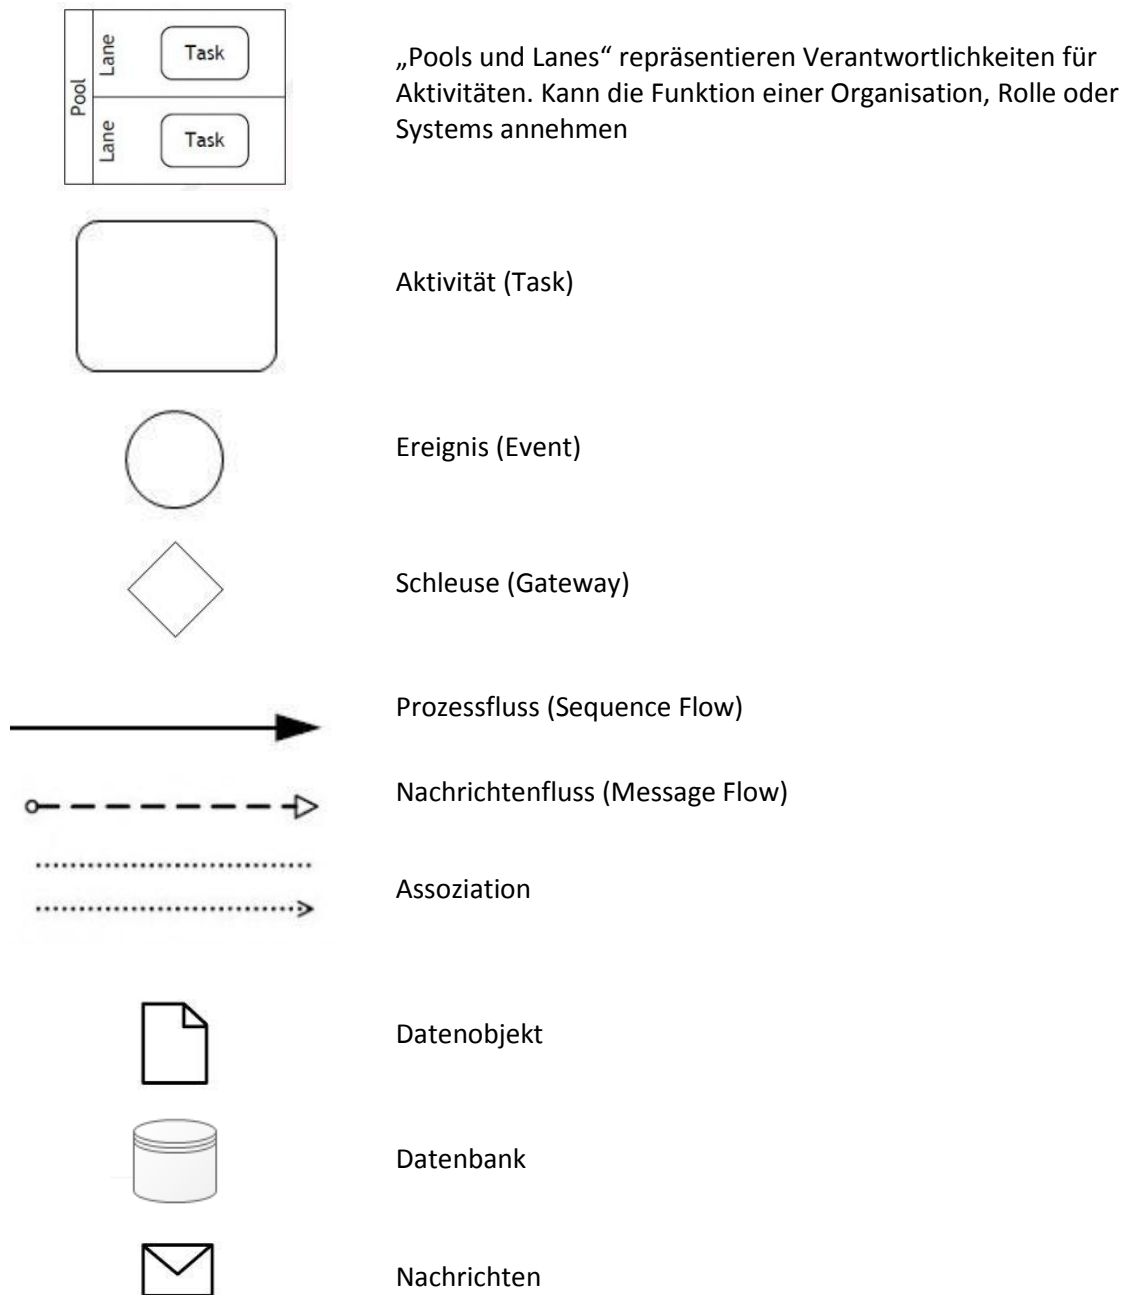 Pool
Lane
Task
Lane
Task
„Pools und Lanes“ repräsentieren Verantwortlichkeiten für
Aktivitäten. Kann die Funktion einer Organisation, Rolle oder
Systems annehmen
Aktivität (Task)
Ereignis (Event)
Schleuse (Gateway)
Prozessfluss (Sequence Flow)
Nachrichtenfluss (Message Flow)
Assoziation
Datenobjekt
Datenbank
Nachrichten